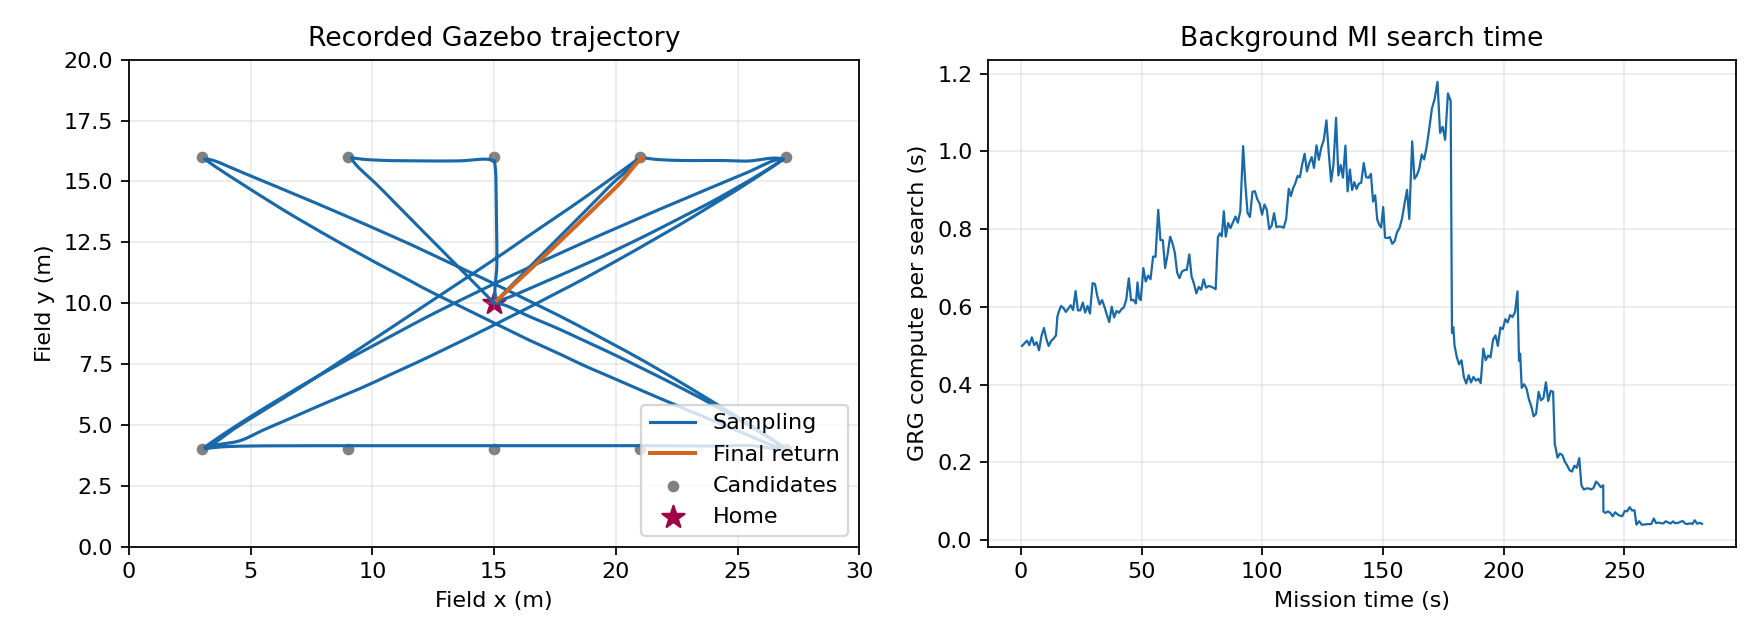 Recorded Gazebo trajectory
20.0
17.5
15.0
12.5
10.0
7.5
5.0
2.5
0.0
Field y (m)
Sampling
Final return
Candidates
Home
0 5 10 15 20 25 30
Field x (m)
Background MI search time
1.2
1.0
0.8
0.6
0.4
0.2
0.0
GRG compute per search (s)
0 50 100 150 200 250
Mission time (s)